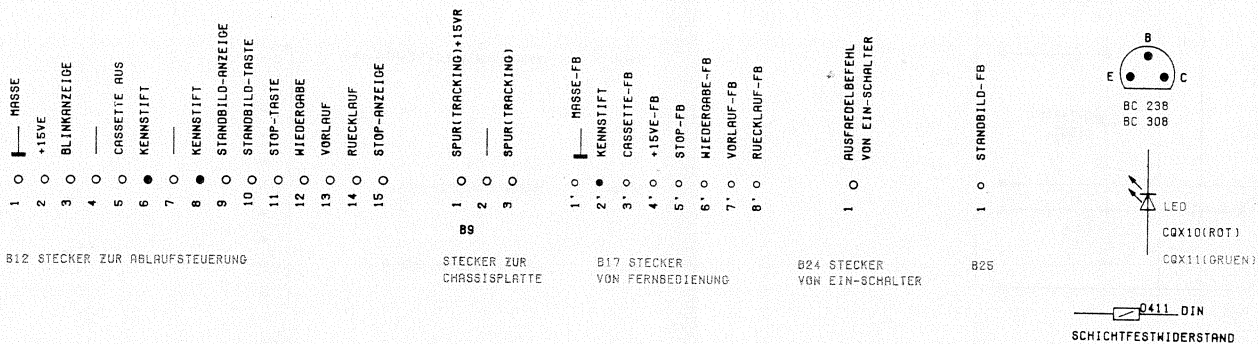 1 MASSE
2 +15VE
3 BLINKANZEIGE
4
5 CASSETTE AUS
6 KENNSTIFT
7
8 KENNSTIFT
9 STANDBILD-ANZEIGE
10 STANDBILD-TASTE
11 STOP-TASTE
12 WIEDERGABE
13 VORLAUF
14 RUECKLAUF
15 STOP-ANZEIGE
B12 STECKER ZUR ABLAUFSTEUERUNG
1 SPUR(TRACKING)+15VR
2
3 SPUR(TRACKING)
B9
STECKER ZUR
CHASSISPLATTE
1' MASSE-FB
2' KENNSTIFT
3' CASSETTE-FB
4' +15VE-FB
5' STOP-FB
6' WIEDERGABE-FB
7' VORLAUF-FB
8' RUECKLAUF-FB
B17 STECKER
VON FERNBEDIENUNG
1 AUSFAEDELBEFEHL
VON EIN-SCHALTER
B24 STECKER
VON EIN-SCHALTER
1 STANDBILD-FB
B25
B
E C
BC 238
BC 308
LED
CQX10(ROT)
CQX11(GRUEN)
0411 DIN
SCHICHTFESTWIDERSTAND